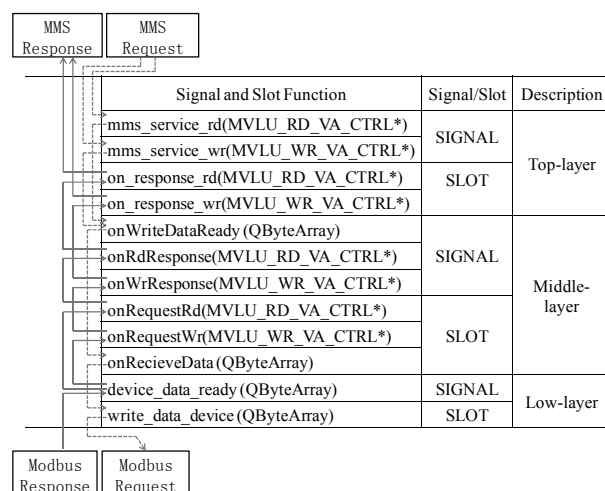 MMS
Response
MMS
Request
Signal and Slot Function Signal/Slot Description
mms_service_rd(MVLU_RD_VA_CTRL*)
mms_service_wr(MVLU_WR_VA_CTRL*)
SIGNAL
on_response_rd(MVLU_RD_VA_CTRL*)
on_response_wr(MVLU_WR_VA_CTRL*)
SLOT
Top-layer
onWriteDataReady(QByteArray)
onRdResponse(MVLU_RD_VA_CTRL*)
onWrResponse(MVLU_WR_VA_CTRL*)
SIGNAL
onRequestRd(MVLU_RD_VA_CTRL*)
onRequestWr(MVLU_WR_VA_CTRL*)
onRecieveData(QByteArray)
SLOT
Middle-
layer
device_data_ready(QByteArray) SIGNAL
write_data_device(QByteArray) SLOT
Low-layer
Modbus
Response
Modbus
Request